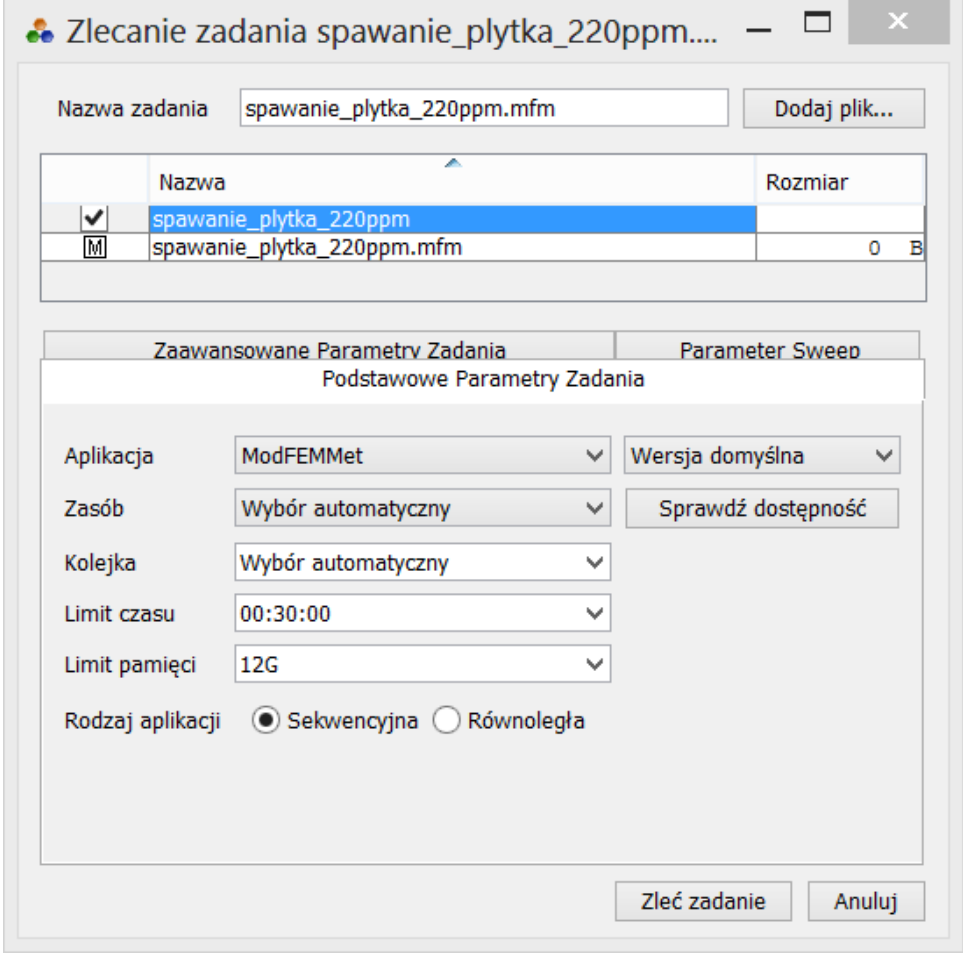 Zlecanie zadania spawanie_plytka_220ppm....
Nazwa zadania spawanie_plytka_220ppm.mfm Dodaj plik...
Nazwa Rozmiar
spawanie_plytka_220ppm
M spawanie_plytka_220ppm.mfm 0 B
Zaawansowane Parametry Zadania Parameter Sweep
Podstawowe Parametry Zadania
Aplikacja ModFEMMet Wersja domyślna
Zasób Wybór automatyczny Sprawdź dostępność
Kolejka Wybór automatyczny
Limit czasu 00:30:00
Limit pamięci 12G
Rodzaj aplikacji Sekwencyjna Równoległa
Zleć zadanie Anuluj